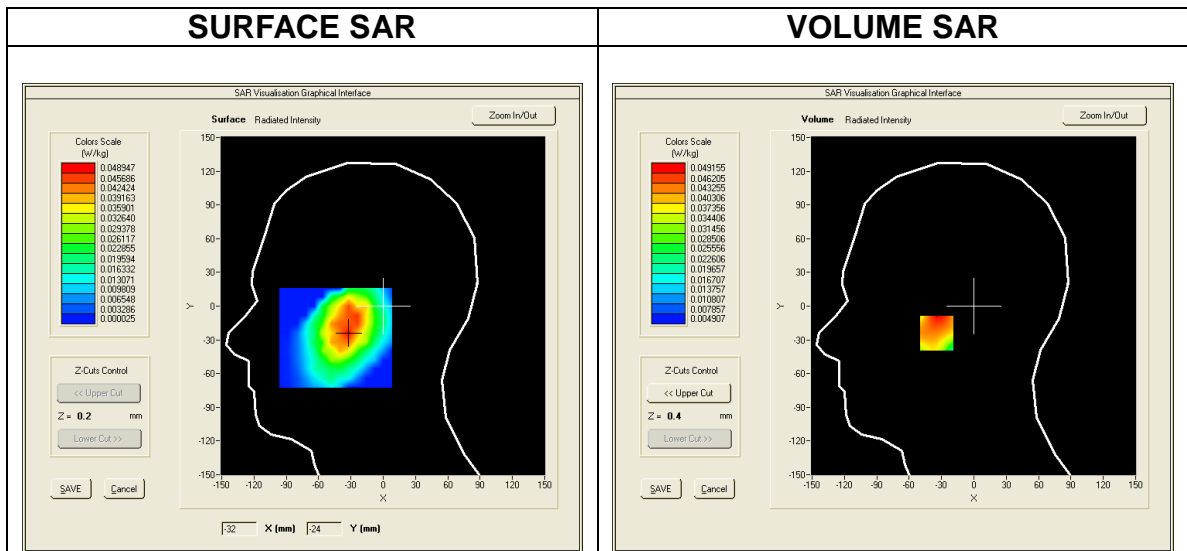 SURFACE SAR
VOLUME SAR
SAR Visualisation Graphical Interface
Surface Radiated Intensity
Zoom In/Out
Colors Scale
(W/kg)
0.048947
0.045686
0.042424
0.039163
0.035901
0.032640
0.029378
0.026117
0.022855
0.019594
0.016332
0.013071
0.009809
0.006548
0.003286
0.000025
Z-Cuts Control
<< Upper Cut
Z = 0.2 mm
Lower Cut >>
SAVE Cancel
150
120
90
60
30
0
-30
-60
-90
-120
-150
Y
-150 -120 -90 -60 -30 0 30 60 90 120 150
X
-32 X (mm) -24 Y (mm)
SAR Visualisation Graphical Interface
Volume Radiated Intensity
Zoom In/Out
Colors Scale
(W/kg)
0.049155
0.046205
0.043255
0.040306
0.037356
0.034406
0.031456
0.028506
0.025556
0.022606
0.019657
0.016707
0.013757
0.010807
0.007857
0.004907
Z-Cuts Control
<< Upper Cut
Z = 0.4 mm
Lower Cut >>
SAVE Cancel
150
120
90
60
30
0
-30
-60
-90
-120
-150
Y
-150 -120 -90 -60 -30 0 30 60 90 120 150
X